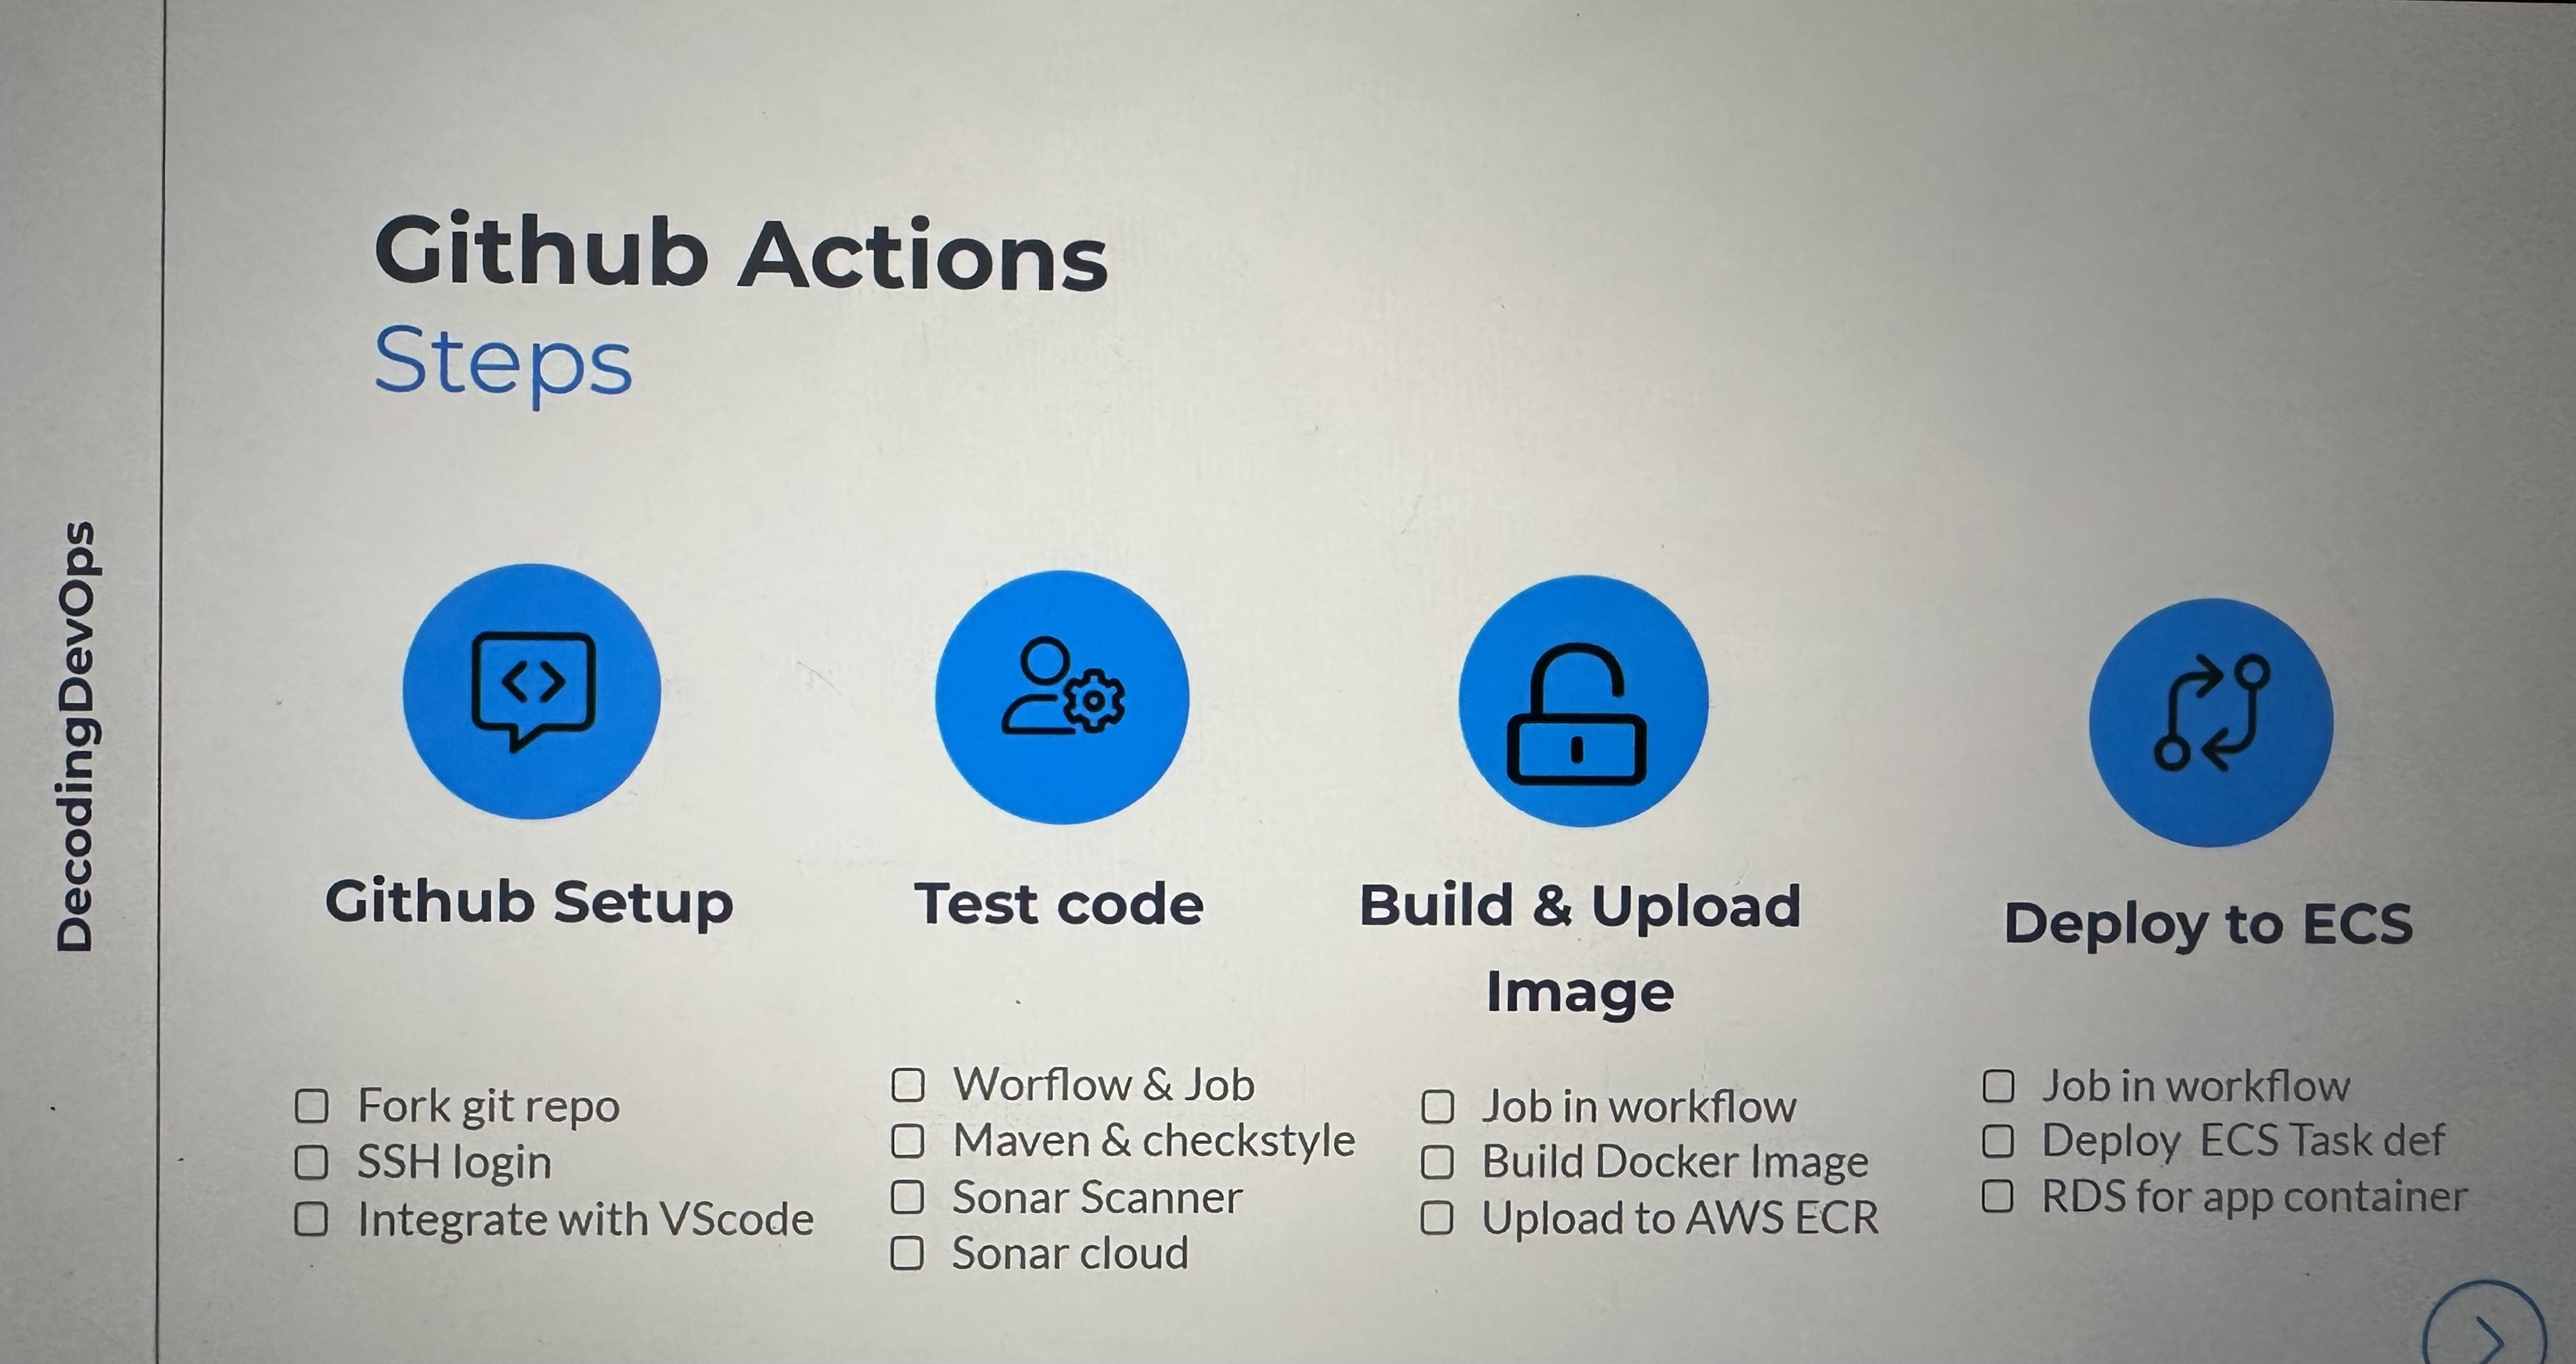 DecodingDevOps
Github Actions
Steps
Github Setup
Fork git repo
SSH login
Integrate with VScode
Test code
Worflow & Job
Maven & checkstyle
Sonar Scanner
Sonar cloud
Build & Upload
Image
Job in workflow
Build Docker Image
Upload to AWS ECR
Deploy to ECS
Job in workflow
Deploy ECS Task def
RDS for app container